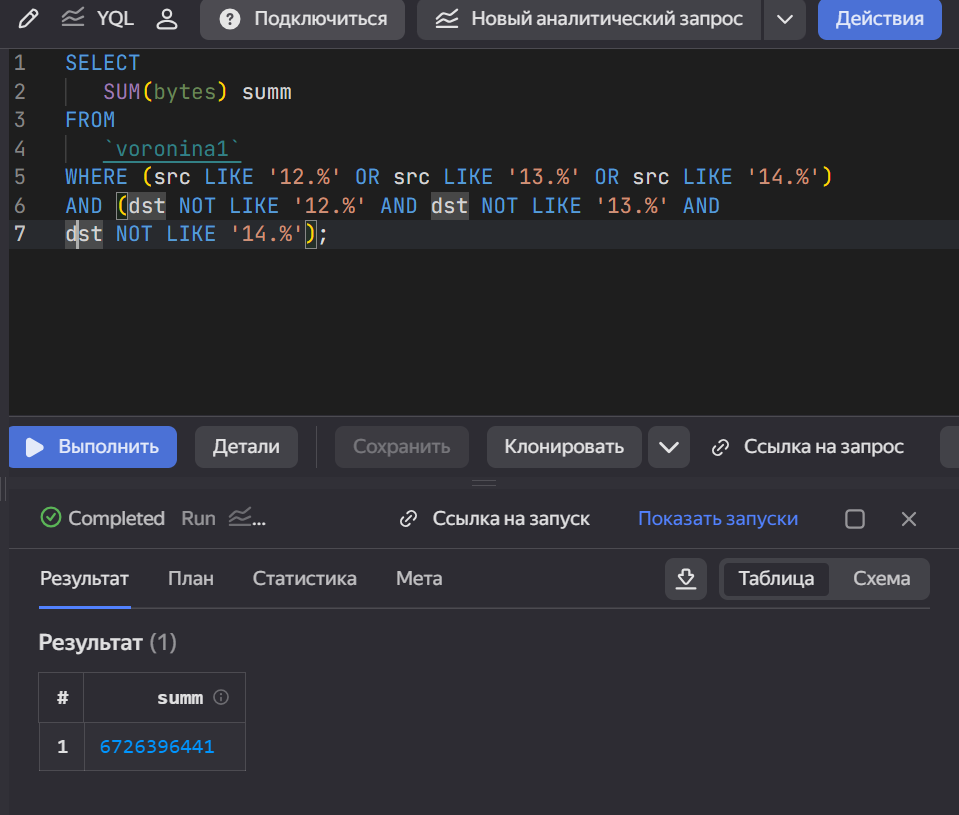 YQL Подключиться Новый аналитический запрос Действия
1 SELECT
2 SUM(bytes) summ
3 FROM
4 `voronina1`
5 WHERE (src LIKE '12.%' OR src LIKE '13.%' OR src LIKE '14.%')
6 AND (dst NOT LIKE '12.%' AND dst NOT LIKE '13.%' AND
7 dst NOT LIKE '14.%');
Выполнить Детали Сохранить Клонировать Ссылка на запрос
Completed Run ... Ссылка на запуск Показать запуски
Результат План Статистика Мета Таблица Схема
Результат (1)
# summ
1 6726396441